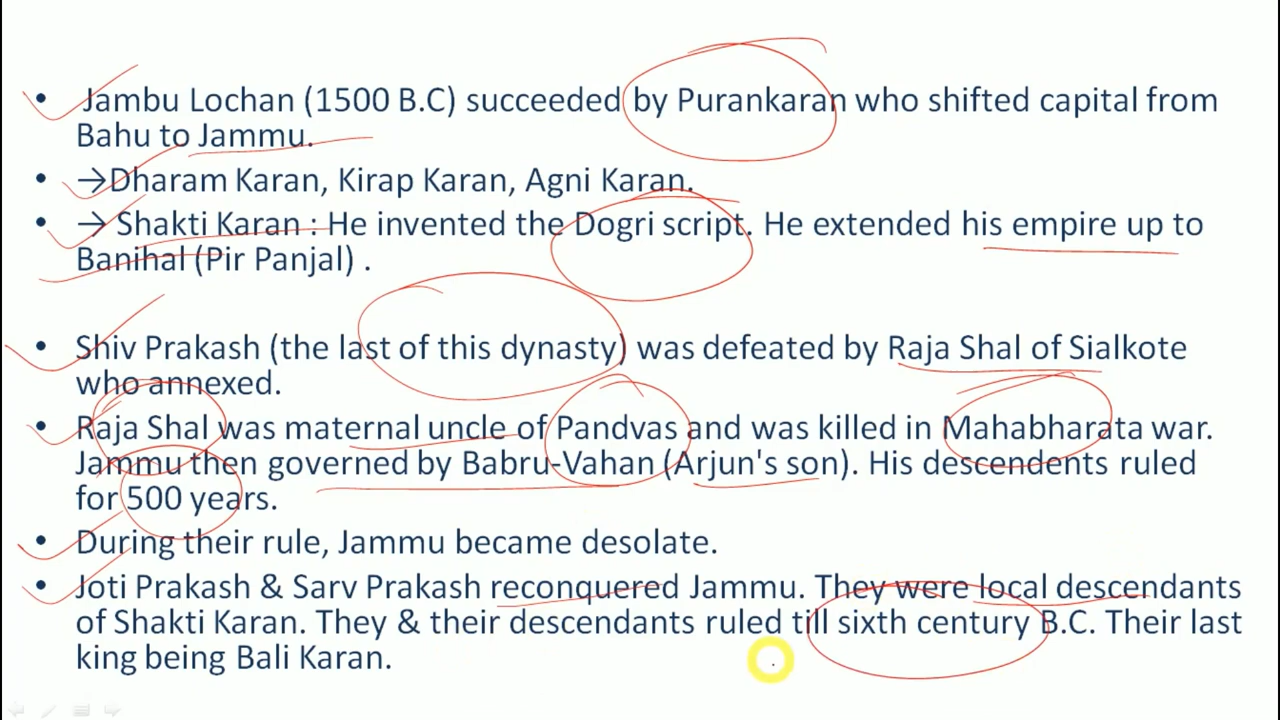 • Jambu Lochan (1500 B.C) succeeded by Purankaran who shifted capital from
Bahu to Jammu.
• →Dharam Karan, Kirap Karan, Agni Karan.
• → Shakti Karan : He invented the Dogri script. He extended his empire up to
Banihal (Pir Panjal) .
• Shiv Prakash (the last of this dynasty) was defeated by Raja Shal of Sialkote
who annexed.
• Raja Shal was maternal uncle of Pandvas and was killed in Mahabharata war.
Jammu then governed by Babru-Vahan (Arjun's son). His descendents ruled
for 500 years.
• During their rule, Jammu became desolate.
• Joti Prakash & Sarv Prakash reconquered Jammu. They were local descendants
of Shakti Karan. They & their descendants ruled till sixth century B.C. Their last
king being Bali Karan.